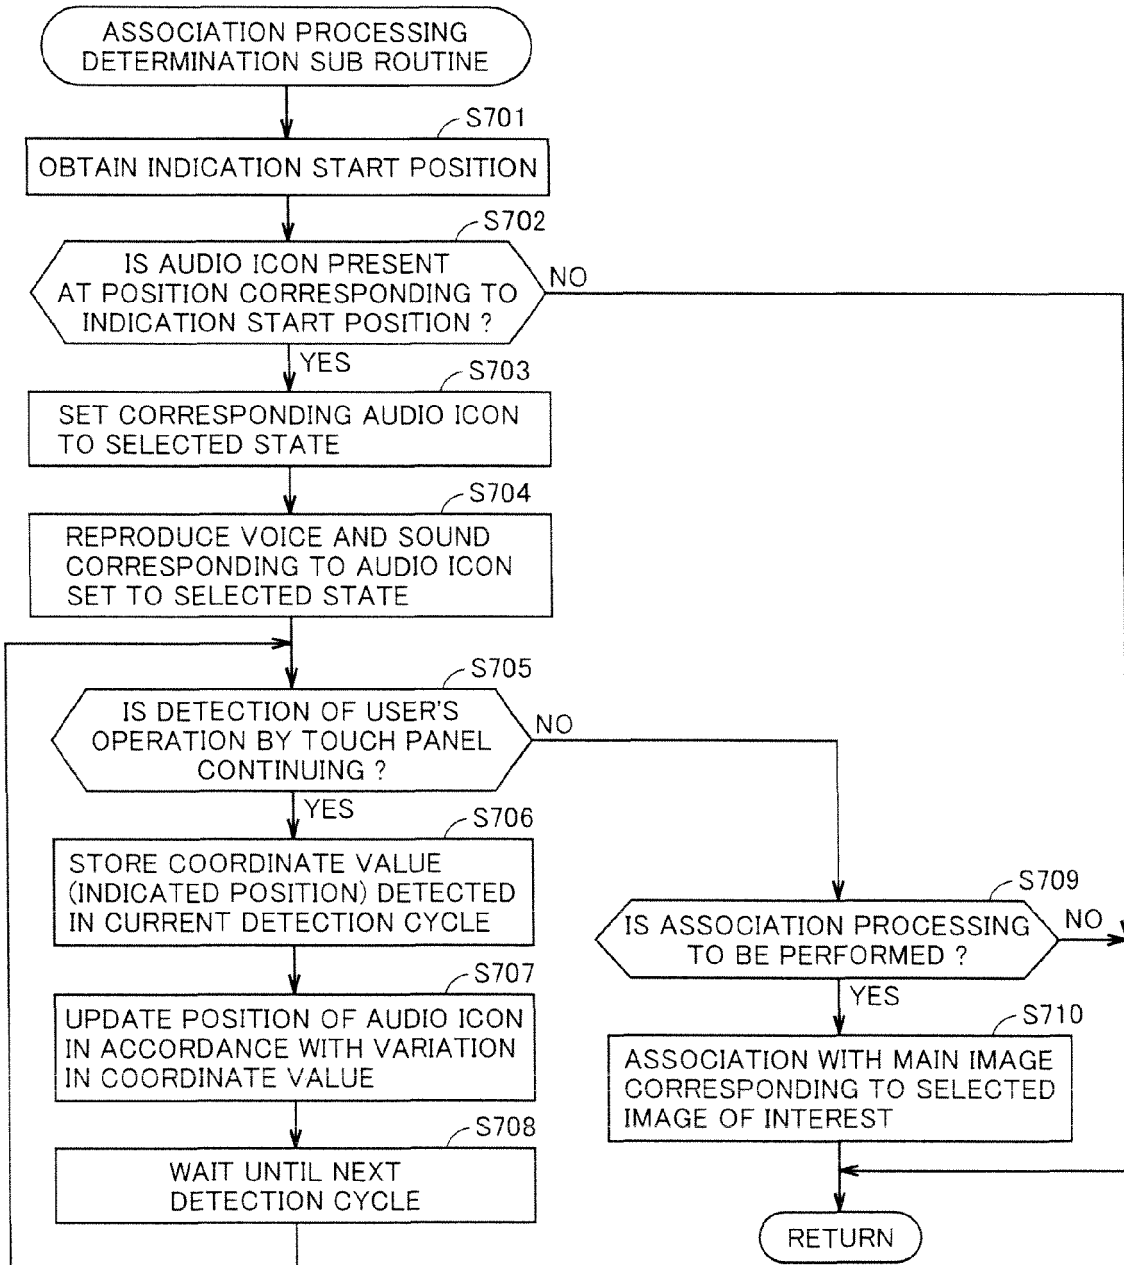 ASSOCIATION PROCESSING
DETERMINATION SUB ROUTINE
S701
OBTAIN INDICATION START POSITION
S702
IS AUDIO ICON PRESENT
AT POSITION CORRESPONDING TO
INDICATION START POSITION ?
NO
YES
S703
SET CORRESPONDING AUDIO ICON
TO SELECTED STATE
S704
REPRODUCE VOICE AND SOUND
CORRESPONDING TO AUDIO ICON
SET TO SELECTED STATE
S705
IS DETECTION OF USER'S
OPERATION BY TOUCH PANEL
CONTINUING ?
NO
YES
S706
STORE COORDINATE VALUE
(INDICATED POSITION) DETECTED
IN CURRENT DETECTION CYCLE
S707
UPDATE POSITION OF AUDIO ICON
IN ACCORDANCE WITH VARIATION
IN COORDINATE VALUE
S708
WAIT UNTIL NEXT
DETECTION CYCLE
S709
IS ASSOCIATION PROCESSING
TO BE PERFORMED ?
NO
YES
S710
ASSOCIATION WITH MAIN IMAGE
CORRESPONDING TO SELECTED
IMAGE OF INTEREST
RETURN